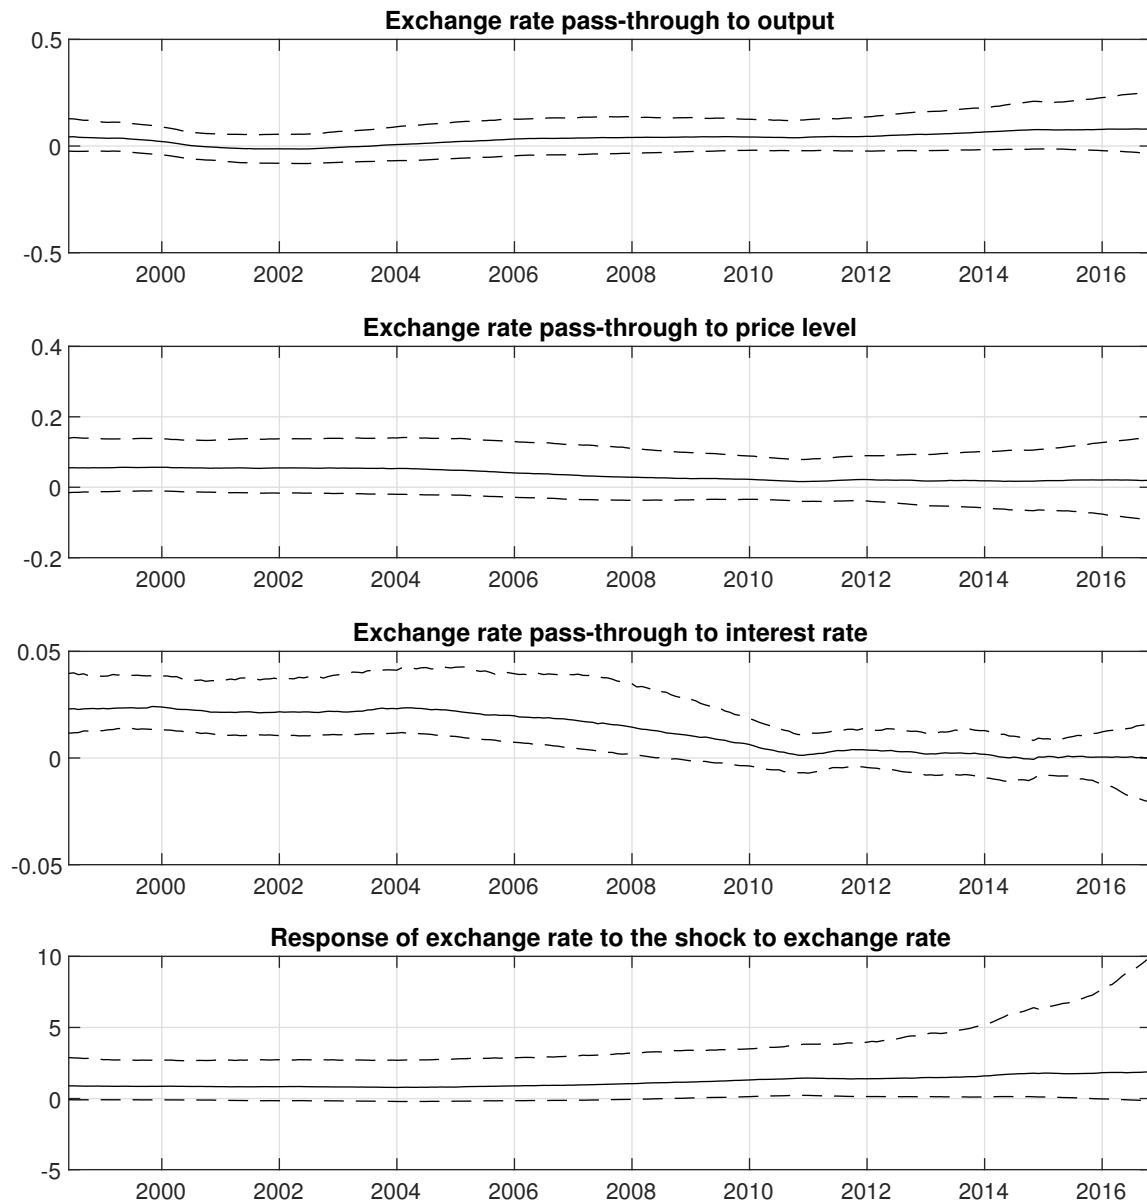 Exchange rate pass-through to output
0.5
0
-0.5
2000 2002 2004 2006 2008 2010 2012 2014 2016
Exchange rate pass-through to price level
0.4
0.2
0
-0.2
2000 2002 2004 2006 2008 2010 2012 2014 2016
Exchange rate pass-through to interest rate
0.05
0
-0.05
2000 2002 2004 2006 2008 2010 2012 2014 2016
Response of exchange rate to the shock to exchange rate
10
5
0
-5
2000 2002 2004 2006 2008 2010 2012 2014 2016